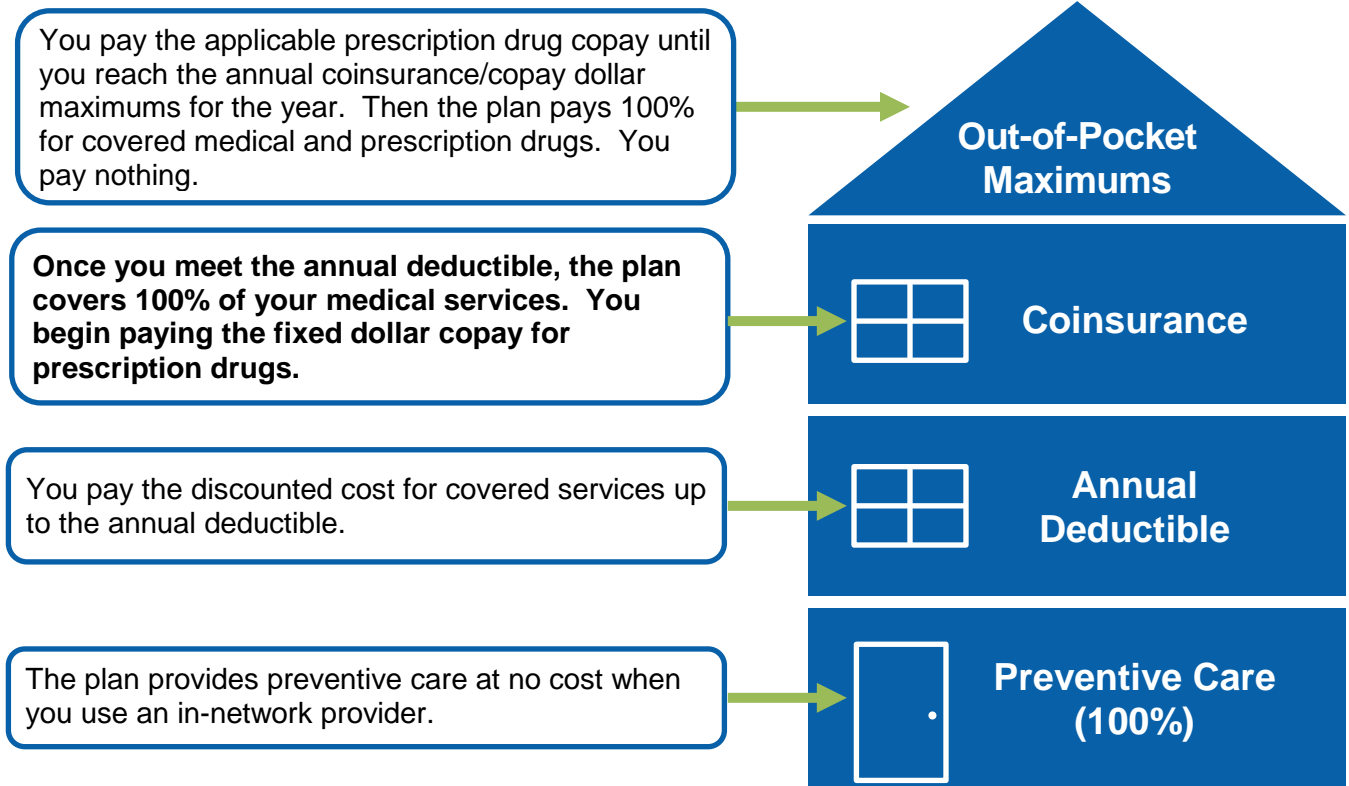 You pay the applicable prescription drug copay until
you reach the annual coinsurance/copay dollar
maximums for the year.  Then the plan pays 100%
for covered medical and prescription drugs.  You
pay nothing.
Out-of-Pocket
Maximums
Once you meet the annual deductible, the plan
covers 100% of your medical services.  You
begin paying the fixed dollar copay for
prescription drugs.
Coinsurance
You pay the discounted cost for covered services up
to the annual deductible.
Annual
Deductible
The plan provides preventive care at no cost when
you use an in-network provider.
Preventive Care
(100%)